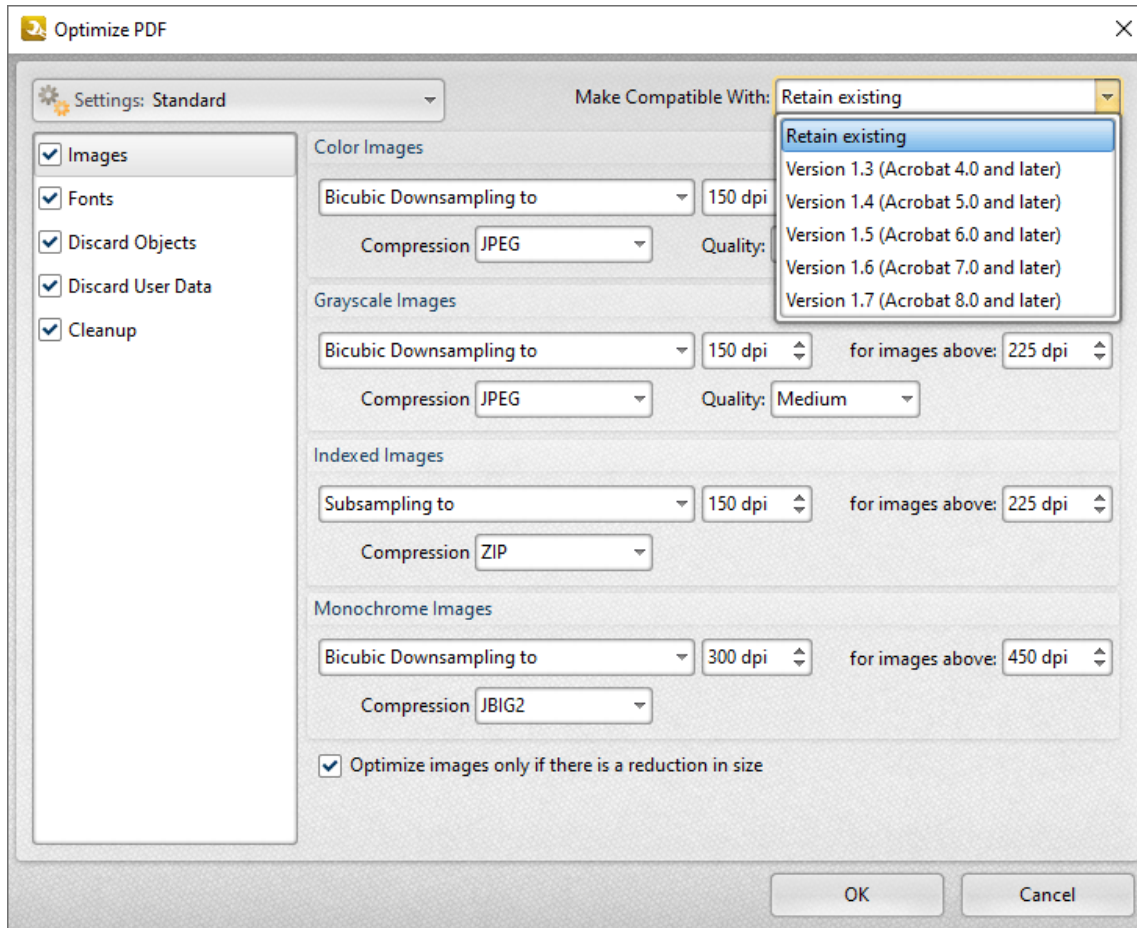 Optimize PDF
Settings: Standard
Make Compatible With: Retain existing
Retain existing
Version 1.3 (Acrobat 4.0 and later)
Version 1.4 (Acrobat 5.0 and later)
Version 1.5 (Acrobat 6.0 and later)
Version 1.6 (Acrobat 7.0 and later)
Version 1.7 (Acrobat 8.0 and later)
Images
Fonts
Discard Objects
Discard User Data
Cleanup
Color Images
Bicubic Downsampling to 150 dpi
Compression JPEG Quality:
Grayscale Images
Bicubic Downsampling to 150 dpi for images above: 225 dpi
Compression JPEG Quality: Medium
Indexed Images
Subsampling to 150 dpi for images above: 225 dpi
Compression ZIP
Monochrome Images
Bicubic Downsampling to 300 dpi for images above: 450 dpi
Compression JBIG2
Optimize images only if there is a reduction in size
OK Cancel